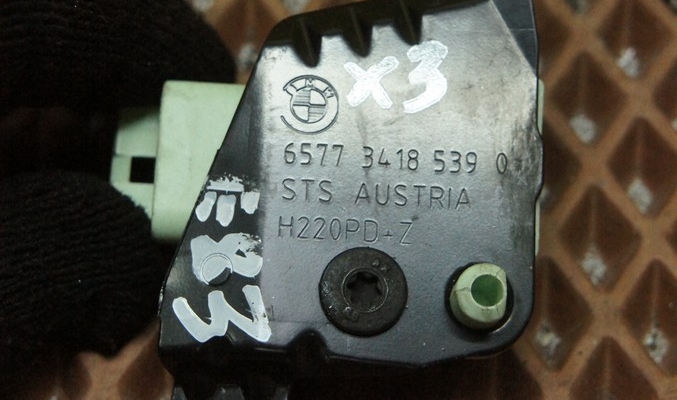 BMW
X3
6577 3418 539 0
STS AUSTRIA
H220PD+Z
E83